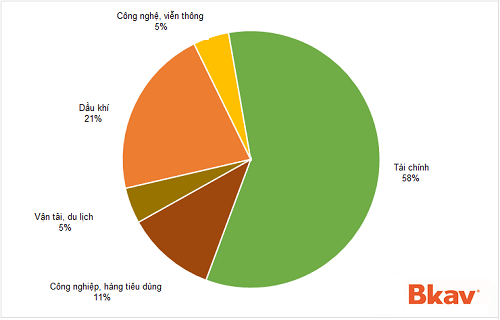 Công nghệ, viễn thông
5%
Dầu khí
21%
Tài chính
58%
Vận tải, du lịch
5%
Công nghiệp, hàng tiêu dùng
11%
Bkav®